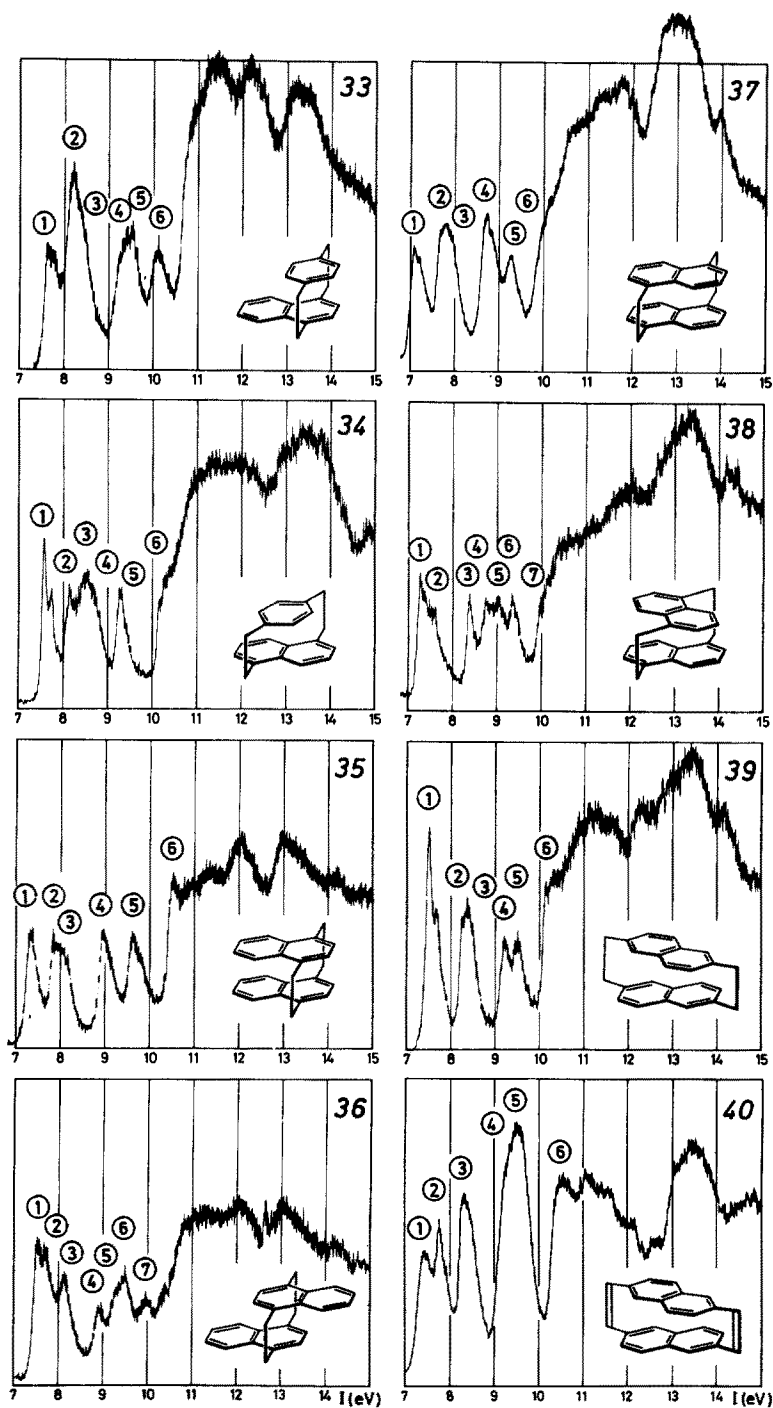 33
① ② ③ ④ ⑤ ⑥
7 8 9 10 11 12 13 14 15
37
① ② ③ ④ ⑤ ⑥
7 8 9 10 11 12 13 14 15
34
① ② ③ ④ ⑤ ⑥
7 8 9 10 11 12 13 14 15
38
① ② ③ ④ ⑤ ⑥ ⑦
7 8 9 10 11 12 13 14 15
35
① ② ③ ④ ⑤ ⑥
7 8 9 10 11 12 13 14 15
39
① ② ③ ④ ⑤ ⑥
7 8 9 10 11 12 13 14 15
36
① ② ③ ④ ⑤ ⑥ ⑦
7 8 9 10 11 12 13 14 I(eV)
40
① ② ③ ④ ⑤ ⑥
7 8 9 10 11 12 13 14 I(eV)